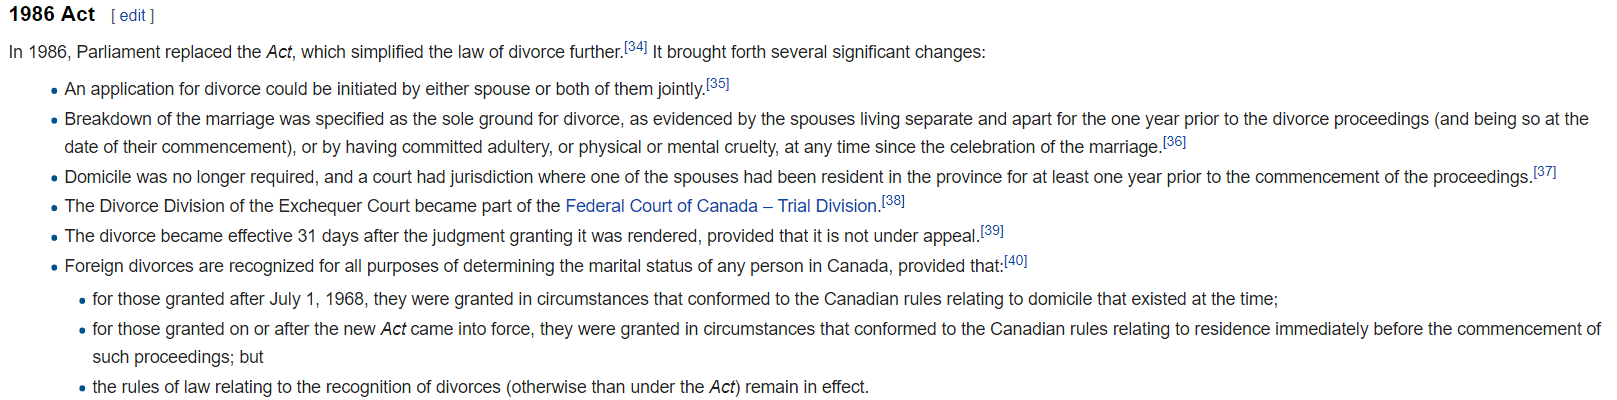 1986 Act [ edit ]
In 1986, Parliament replaced the Act, which simplified the law of divorce further.[34] It brought forth several significant changes:
• An application for divorce could be initiated by either spouse or both of them jointly.[35]
• Breakdown of the marriage was specified as the sole ground for divorce, as evidenced by the spouses living separate and apart for the one year prior to the divorce proceedings (and being so at the
date of their commencement), or by having committed adultery, or physical or mental cruelty, at any time since the celebration of the marriage.[36]
• Domicile was no longer required, and a court had jurisdiction where one of the spouses had been resident in the province for at least one year prior to the commencement of the proceedings.[37]
• The Divorce Division of the Exchequer Court became part of the Federal Court of Canada – Trial Division.[38]
• The divorce became effective 31 days after the judgment granting it was rendered, provided that it is not under appeal.[39]
• Foreign divorces are recognized for all purposes of determining the marital status of any person in Canada, provided that:[40]
• for those granted after July 1, 1968, they were granted in circumstances that conformed to the Canadian rules relating to domicile that existed at the time;
• for those granted on or after the new Act came into force, they were granted in circumstances that conformed to the Canadian rules relating to residence immediately before the commencement of
such proceedings; but
• the rules of law relating to the recognition of divorces (otherwise than under the Act) remain in effect.